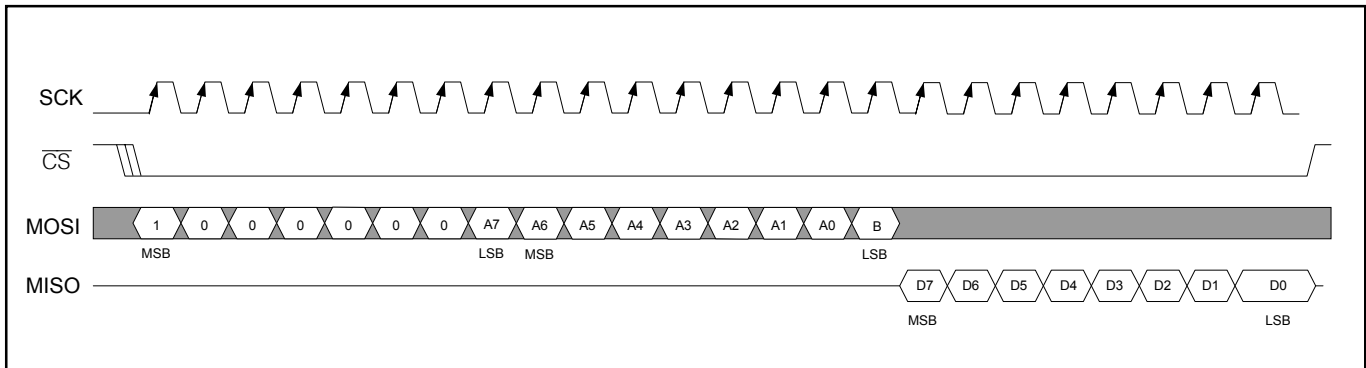 SCK
CS
MOSI 1 0 0 0 0 0 0 A7 A6 A5 A4 A3 A2 A1 A0 B
MSB LSB MSB LSB
MISO D7 D6 D5 D4 D3 D2 D1 D0
MSB LSB